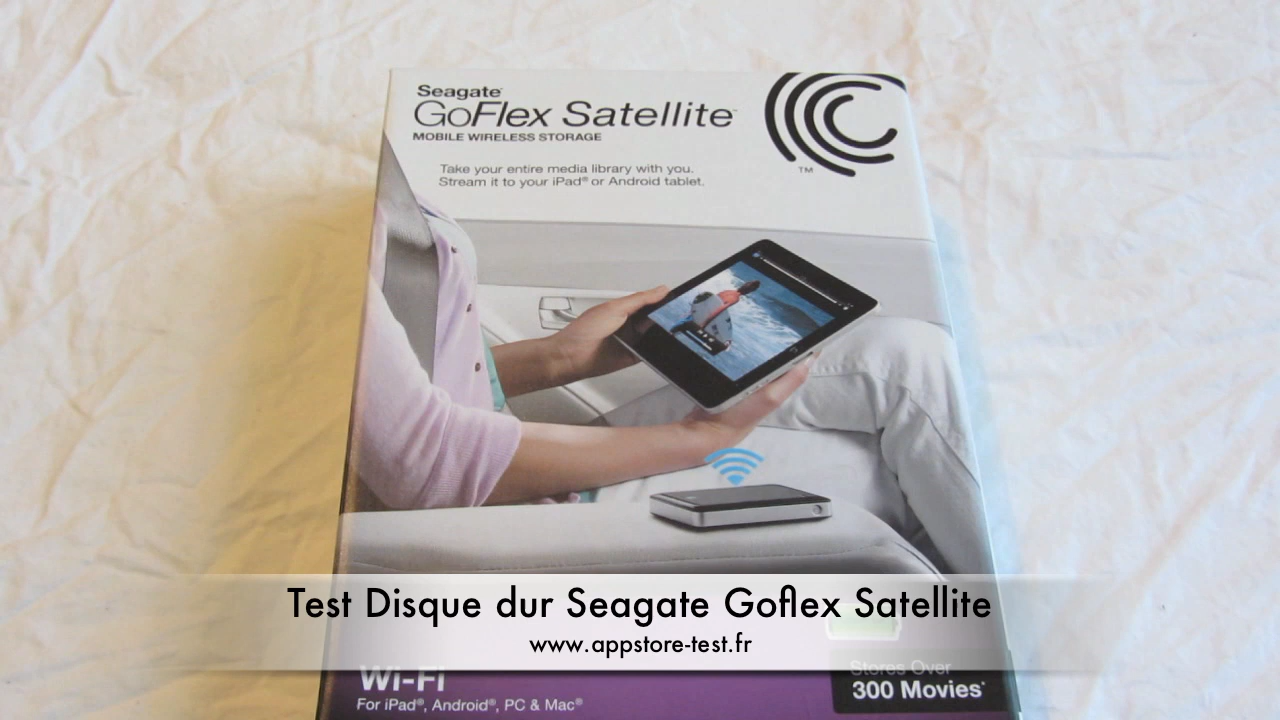 Seagate
GoFlex Satellite™
MOBILE WIRELESS STORAGE
Take your entire media library with you.
Stream it to your iPad® or Android tablet.
TM
Test Disque dur Seagate Goflex Satellite
www.appstore-test.fr
Stores Over
Wi-Fi
300 Movies*
For iPad®, Android®, PC & Mac®